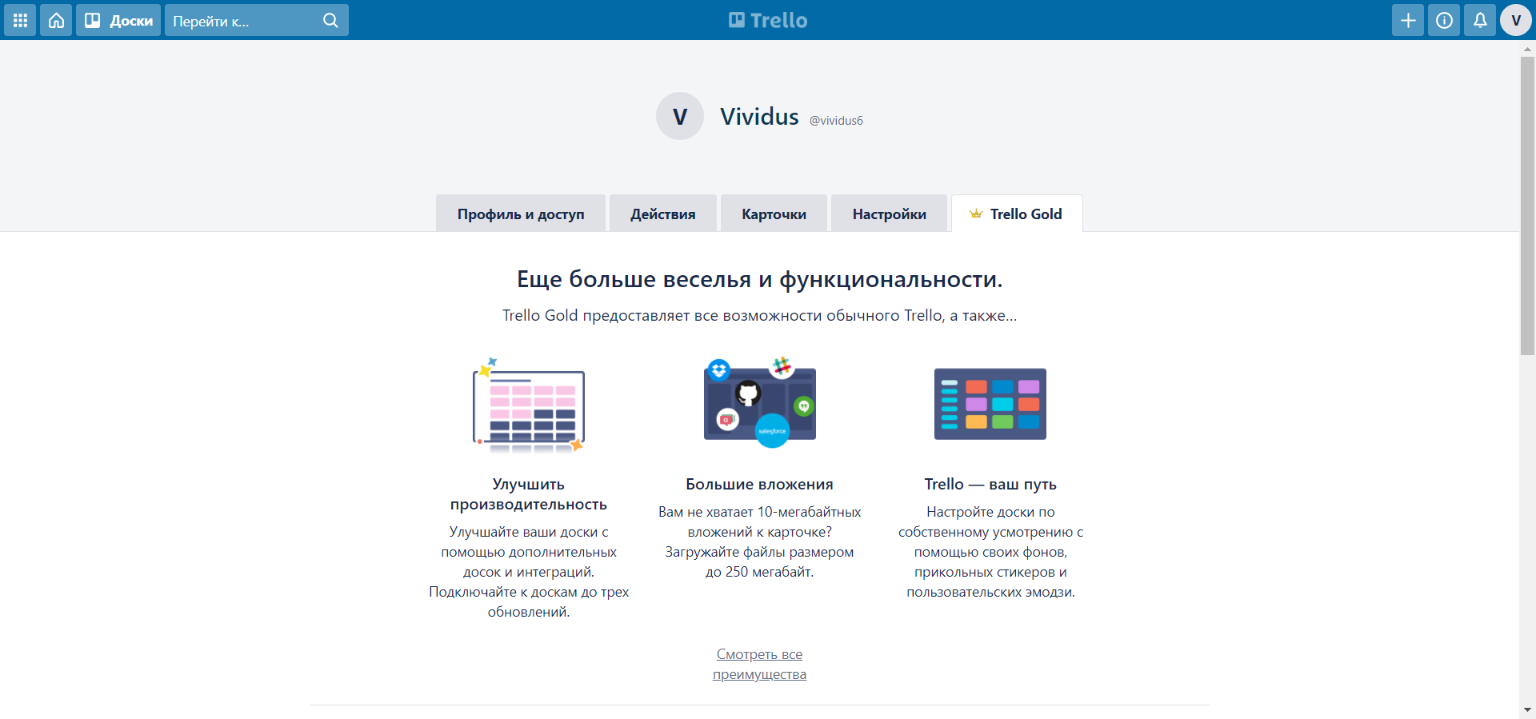 Доски
Перейти к...
Trello
V
V
Vividus @vividus6
Профиль и доступ
Действия
Карточки
Настройки
Trello Gold
Еще больше веселья и функциональности.
Trello Gold предоставляет все возможности обычного Trello, а также...
salesforce
Улучшить
производительность
Улучшайте ваши доски с
помощью дополнительных
досок и интеграций.
Подключайте к доскам до трех
обновлений.
Большие вложения
Вам не хватает 10-мегабайтных
вложений к карточке?
Загружайте файлы размером
до 250 мегабайт.
Trello — ваш путь
Настройте доски по
собственному усмотрению с
помощью своих фонов,
прикольных стикеров и
пользовательских эмодзи.
Смотреть все
преимущества